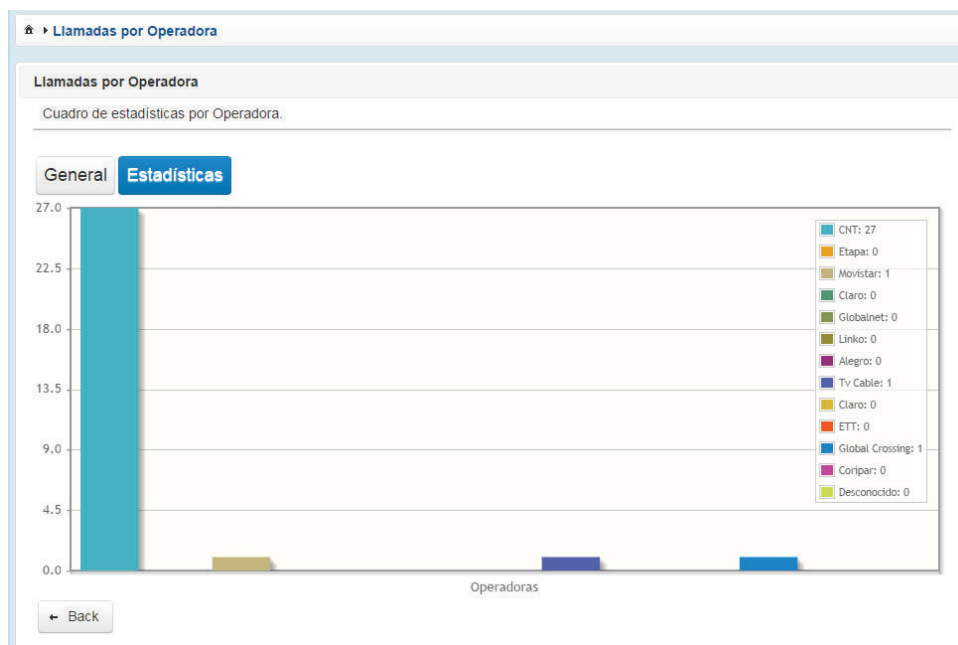 Llamadas por Operadora
Llamadas por Operadora
Cuadro de estadísticas por Operadora.
General Estadísticas
27.0
22.5
18.0
13.5
9.0
4.5
0.0
CNT: 27
Etapa: 0
Movistar: 1
Claro: 0
Globalnet: 0
Linko: 0
Alegro: 0
Tv Cable: 1
Claro: 0
ETT: 0
Global Crossing: 1
Coripar: 0
Desconocido: 0
Operadoras
← Back